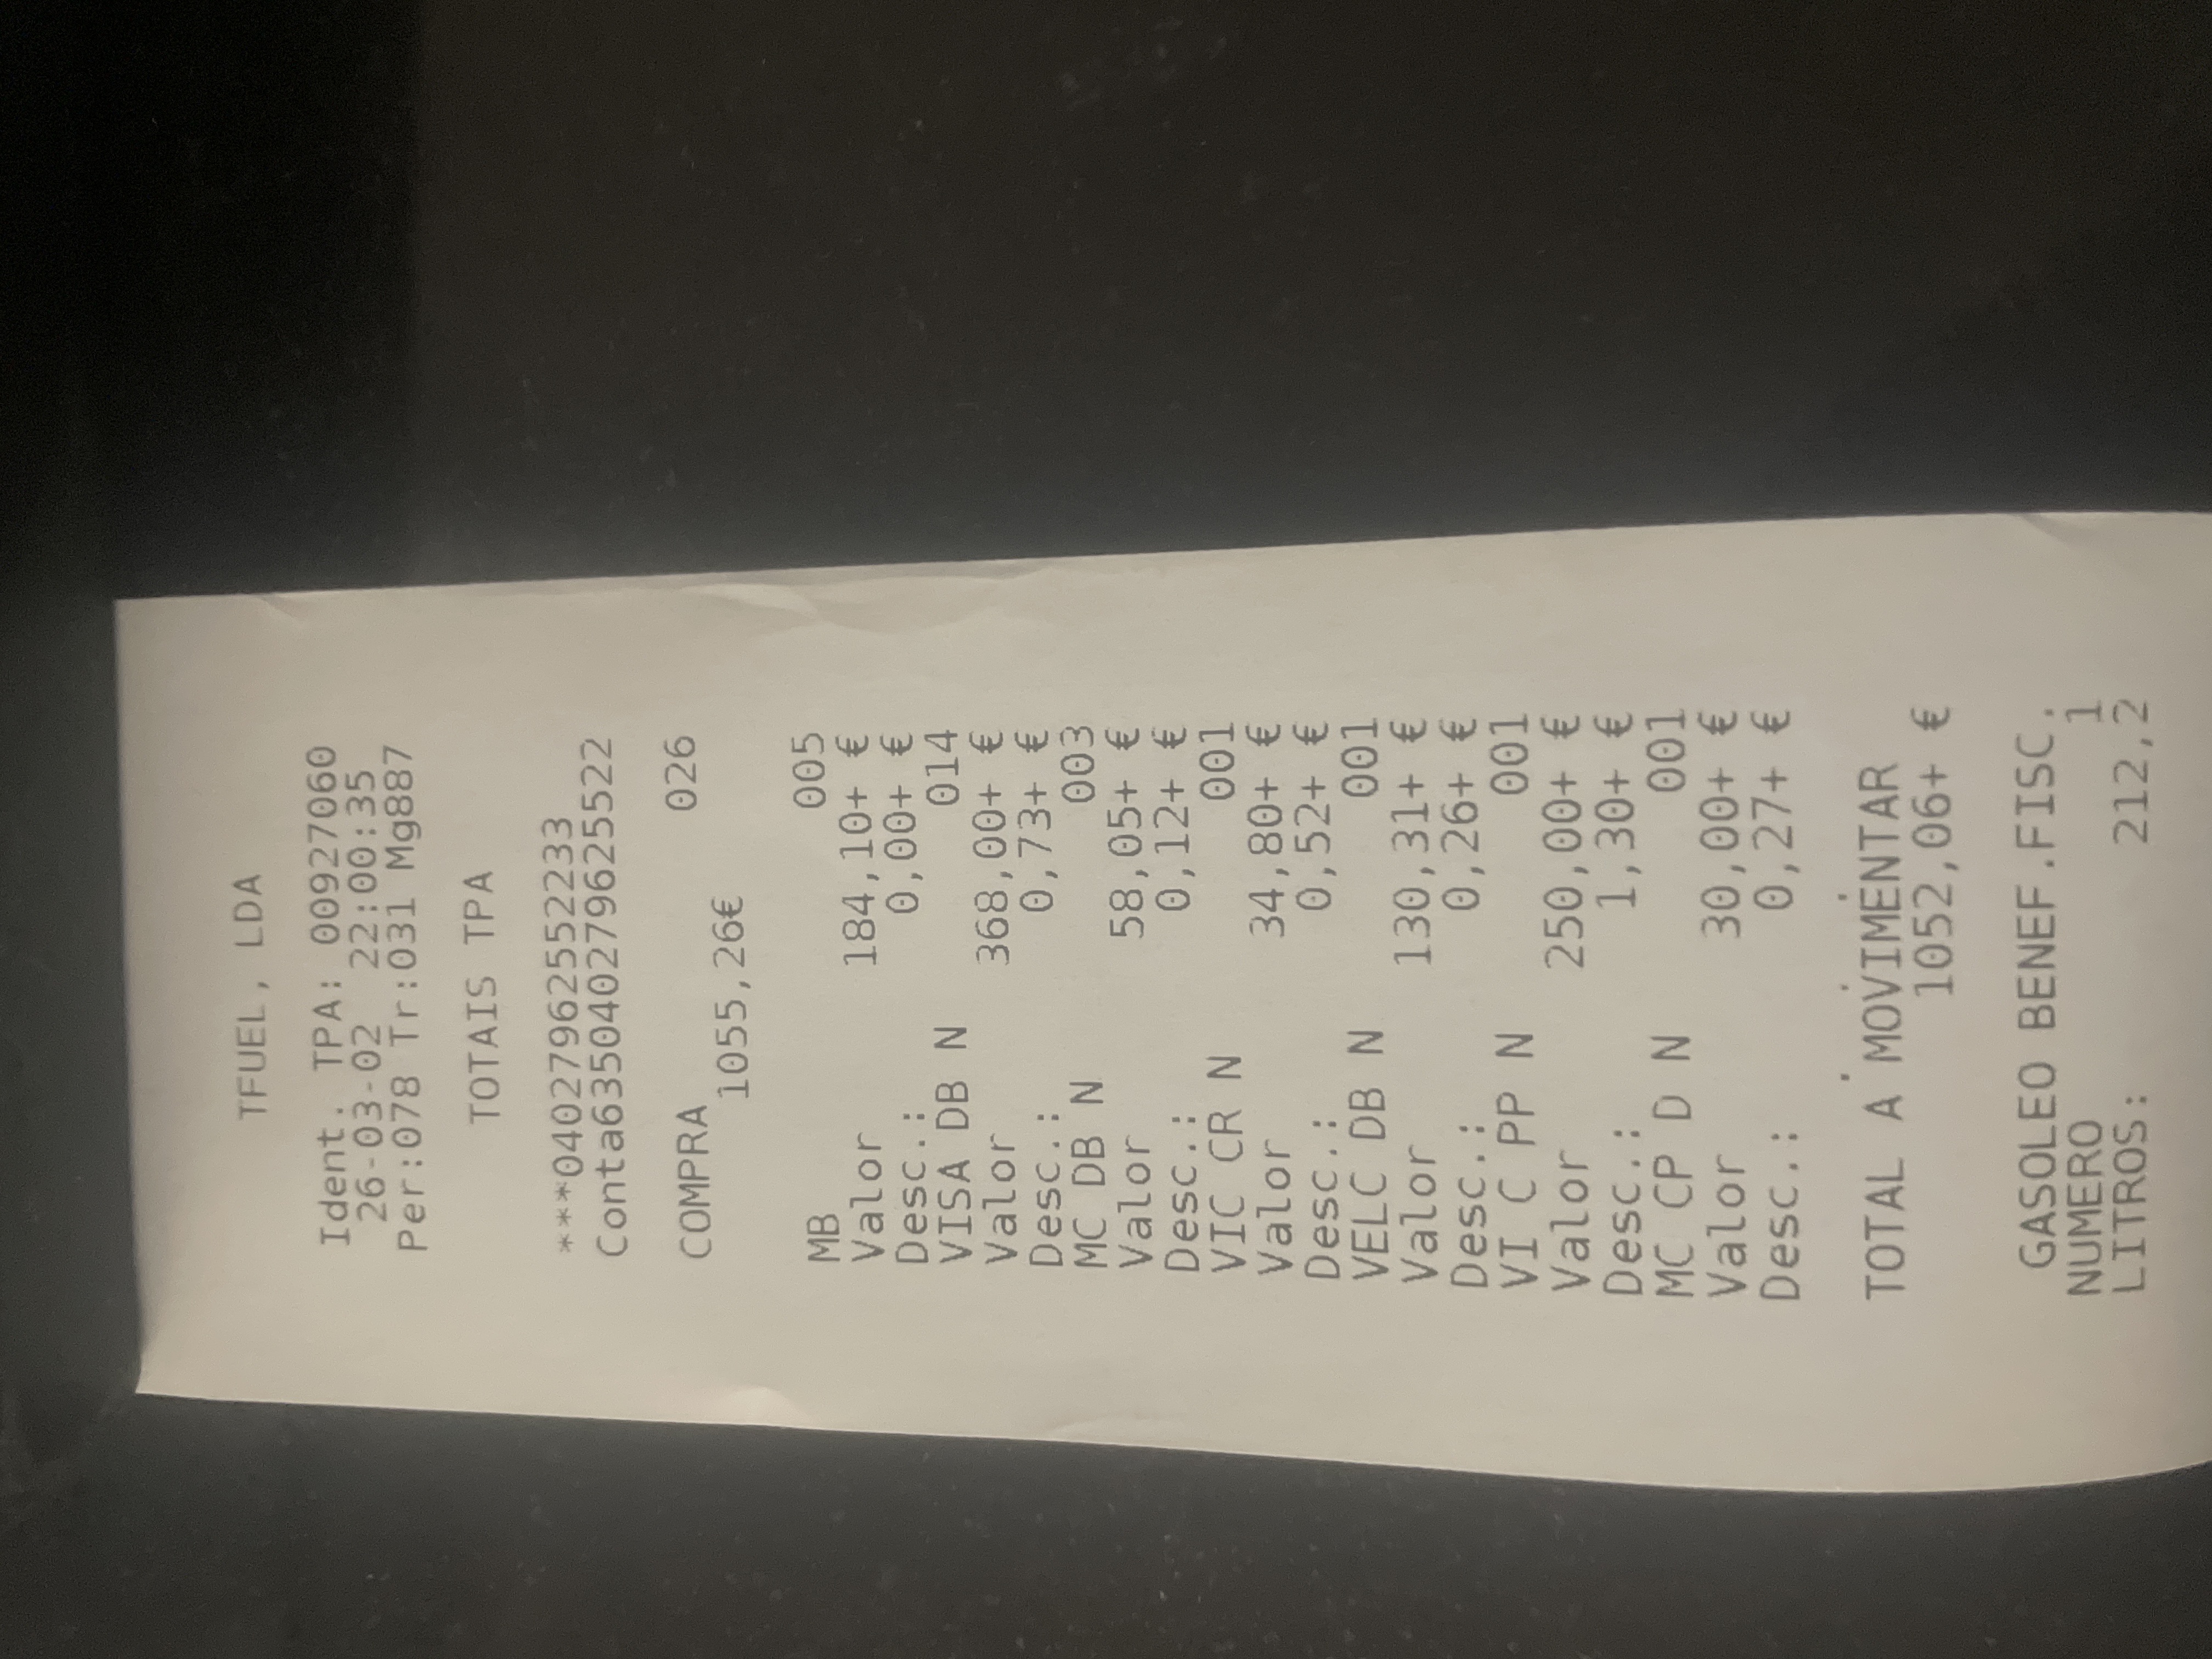 TFUEL, LDA
Ident. TPA: 00927060
26-03-02 22:00:35
Per:078 Tr:031 Mg887
TOTAIS TPA
***040279625552233
Conta635040279625522
COMPRA 026
1055,26€
MB 005
Valor 184,10+ €
Desc.: 0,00+ €
VISA DB N 014
Valor 368,00+ €
Desc.: 0,73+ €
MC DB N 003
Valor 58,05+ €
Desc.: 0,12+ €
VIC CR N 001
Valor 34,80+ €
Desc.: 0,52+ €
VELC DB N 001
Valor 130,31+ €
Desc.: 0,26+ €
VI C PP N 001
Valor 250,00+ €
Desc.: 1,30+ €
MC CP D N 001
Valor 30,00+ €
Desc.: 0,27+ €
TOTAL A MOVIMENTAR
1052,06+ €
GASOLEO BENEF.FISC.
NUMERO 1
LITROS: 212,2